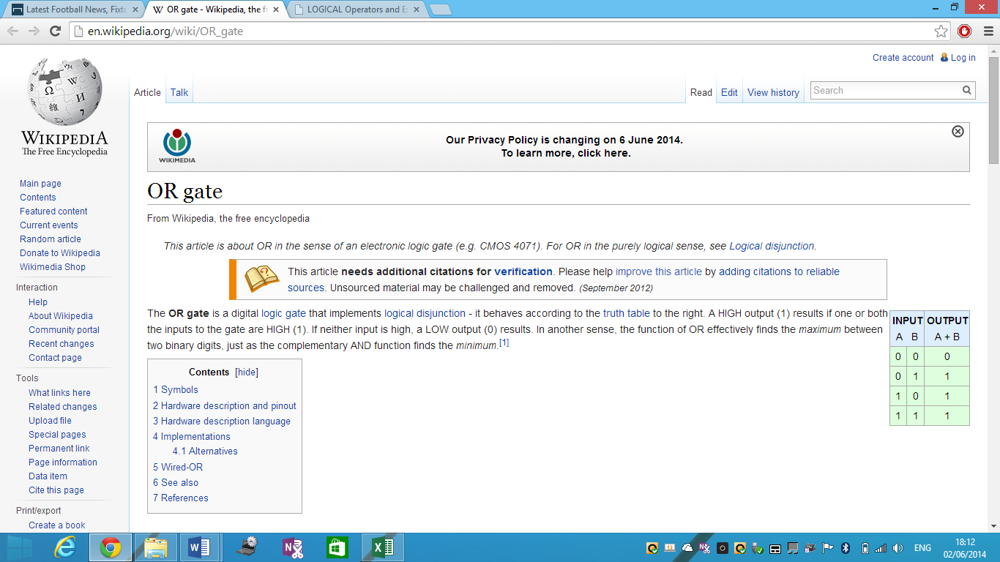 Latest Football News, Fixtu
OR gate - Wikipedia, the fr
LOGICAL Operators and E
en.wikipedia.org/wiki/OR_gate
Create account Log in
Article Talk Read Edit View history Search
WIKIPEDIA
The Free Encyclopedia
Main page
Contents
Featured content
Current events
Random article
Donate to Wikipedia
Wikimedia Shop
Interaction
Help
About Wikipedia
Community portal
Recent changes
Contact page
Tools
What links here
Related changes
Upload file
Special pages
Permanent link
Page information
Data item
Cite this page
Print/export
Create a book
WIKIMEDIA
Our Privacy Policy is changing on 6 June 2014.
To learn more, click here.
OR gate
From Wikipedia, the free encyclopedia
This article is about OR in the sense of an electronic logic gate (e.g. CMOS 4071). For OR in the purely logical sense, see Logical disjunction.
This article needs additional citations for verification. Please help improve this article by adding citations to reliable
sources. Unsourced material may be challenged and removed. (September 2012)
The OR gate is a digital logic gate that implements logical disjunction - it behaves according to the truth table to the right. A HIGH output (1) results if one or both
the inputs to the gate are HIGH (1). If neither input is high, a LOW output (0) results. In another sense, the function of OR effectively finds the maximum between
two binary digits, just as the complementary AND function finds the minimum.[1]
INPUT OUTPUT
A B A + B
0 0 0
0 1 1
1 0 1
1 1 1
Contents [hide]
1 Symbols
2 Hardware description and pinout
3 Hardware description language
4 Implementations
4.1 Alternatives
5 Wired-OR
6 See also
7 References
ENG
18:12
02/06/2014